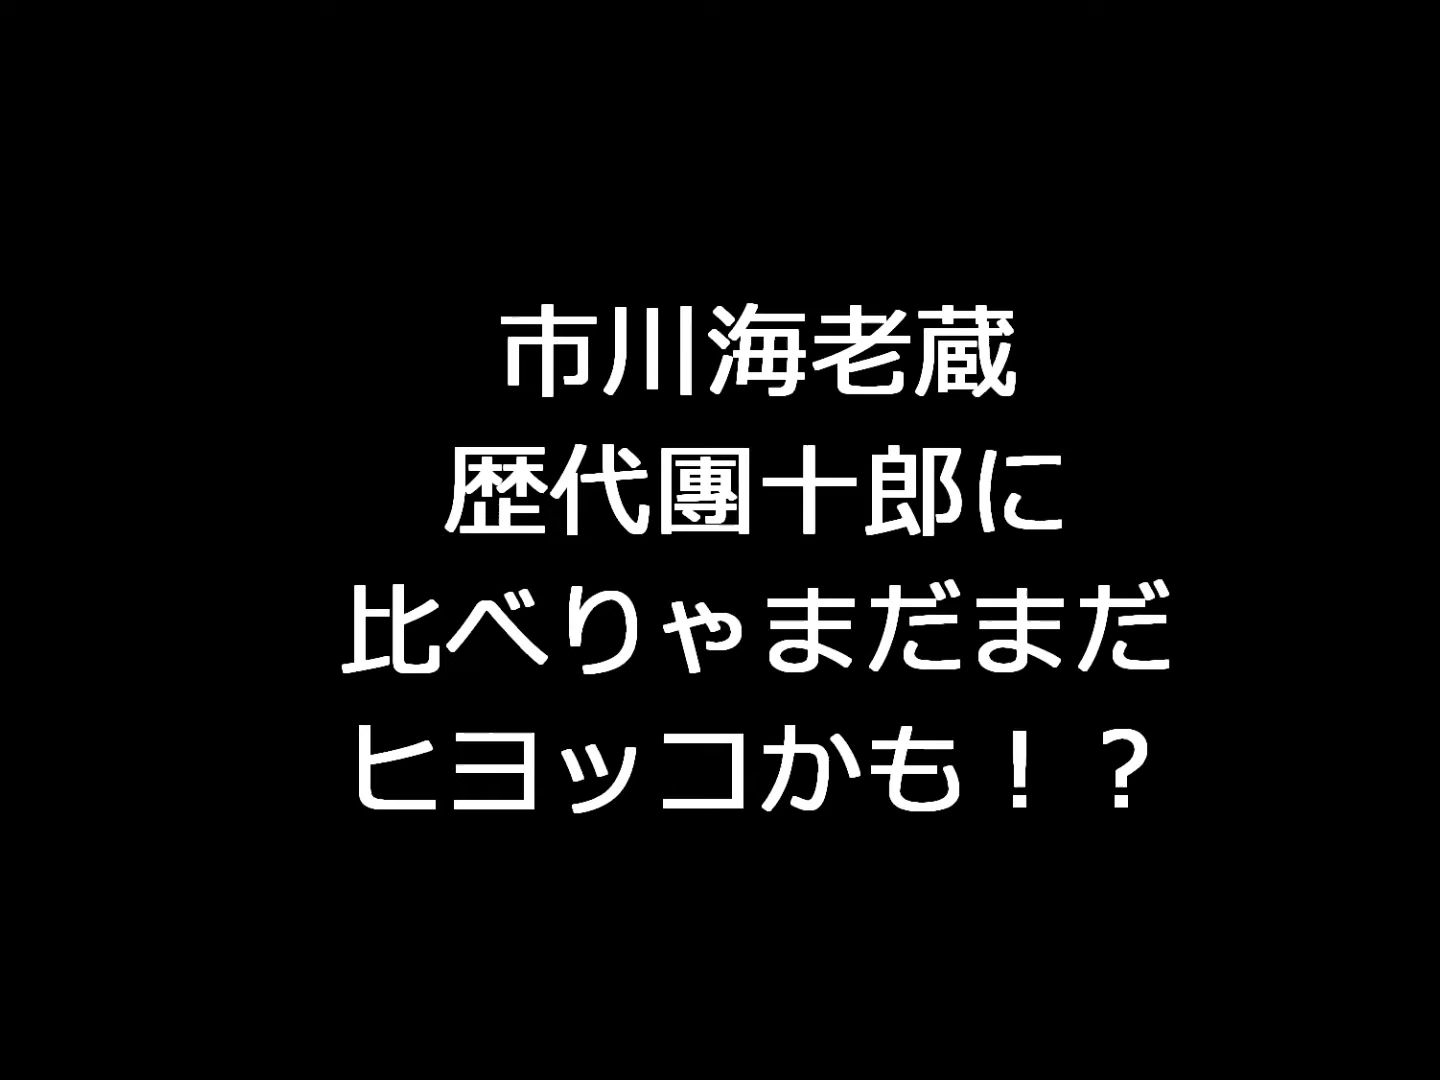 市川海老蔵
歴代團十郎に
比べりゃまだまだ
ヒヨッコかも！？